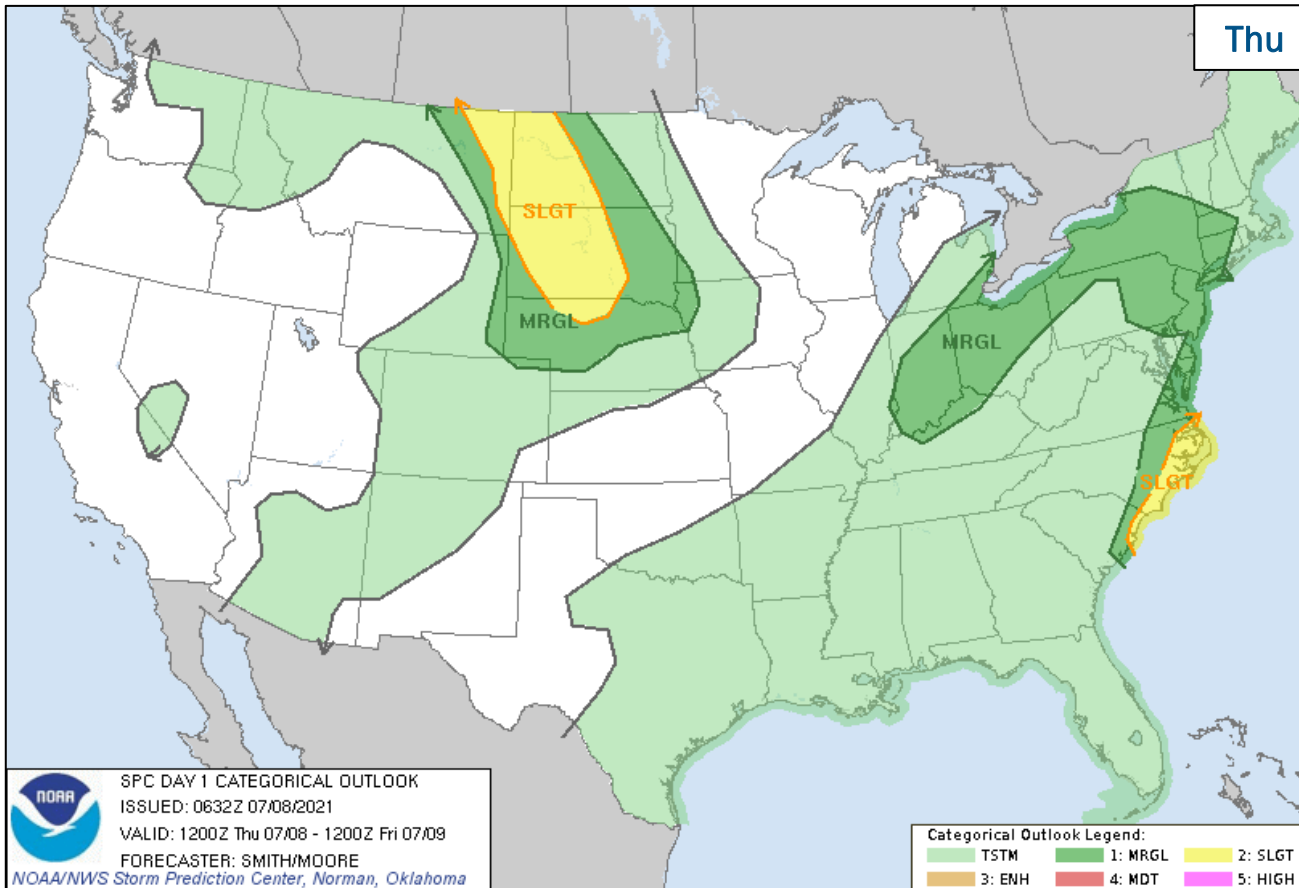 Thu
SLGT
MRGL
MRGL
SLGT
NOAA
SPC DAY 1 CATEGORICAL OUTLOOK
ISSUED: 0632Z 07/08/2021
VALID: 1200Z Thu 07/08 - 1200Z Fri 07/09
FORECASTER: SMITH/MOORE
NOAA/NWS Storm Prediction Center, Norman, Oklahoma
Categorical Outlook Legend:
TSTM 1: MRGL 2: SLGT
3: ENH 4: MDT 5: HIGH